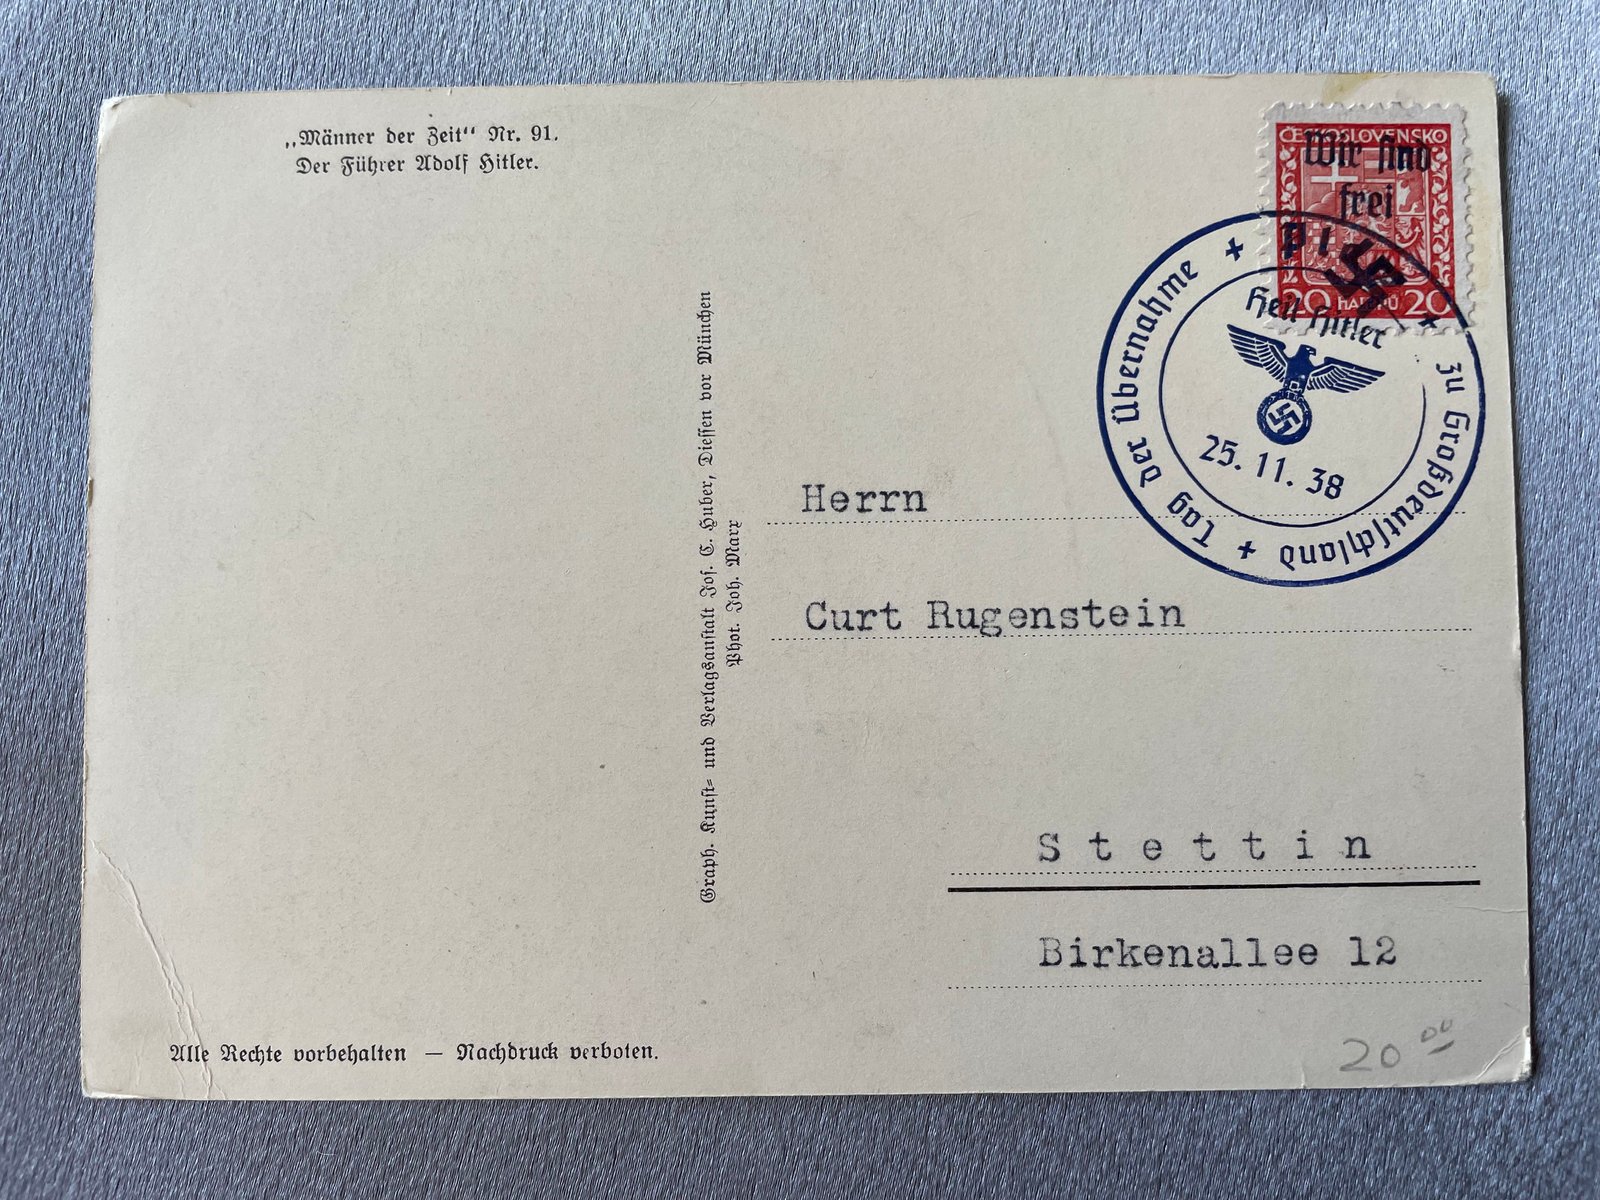 „Männer der Zeit“ Nr. 91.
Der Führer Adolf Hitler.
ČESKOSLOVENSKO
Wir sind
frei
20 HALÉŘŮ 20
Tag der Übernahme
zu Großdeutschland
Heil Hitler
25. 11. 38
Graph. Kunst- und Verlagsanstalt Jos. C. Huber, Diessen vor München
Phot. Joh. Marx
Herrn
Curt Rugenstein
Stettin
Birkenallee 12
Alle Rechte vorbehalten — Nachdruck verboten.
20 00